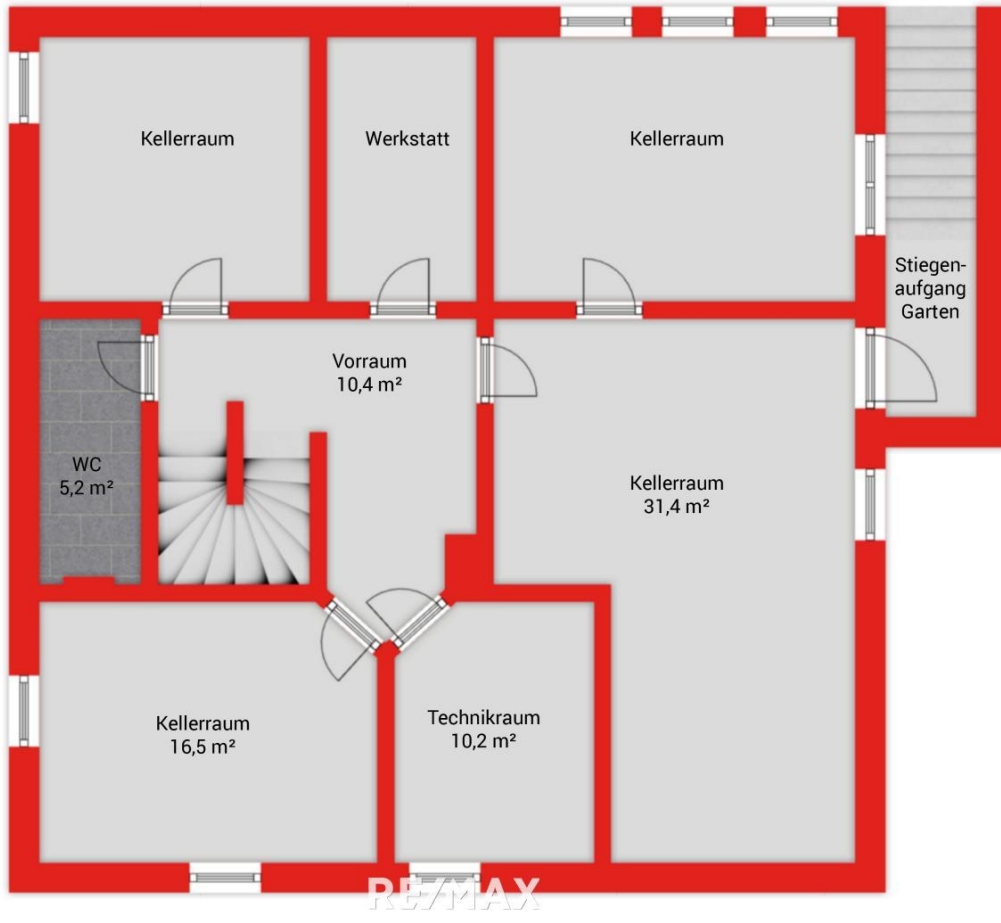 Kellerraum
Werkstatt
Kellerraum
Stiegen-
aufgang
Garten
Vorraum
10,4 m²
WC
5,2 m²
Kellerraum
31,4 m²
Kellerraum
16,5 m²
Technikraum
10,2 m²
RE/MAX